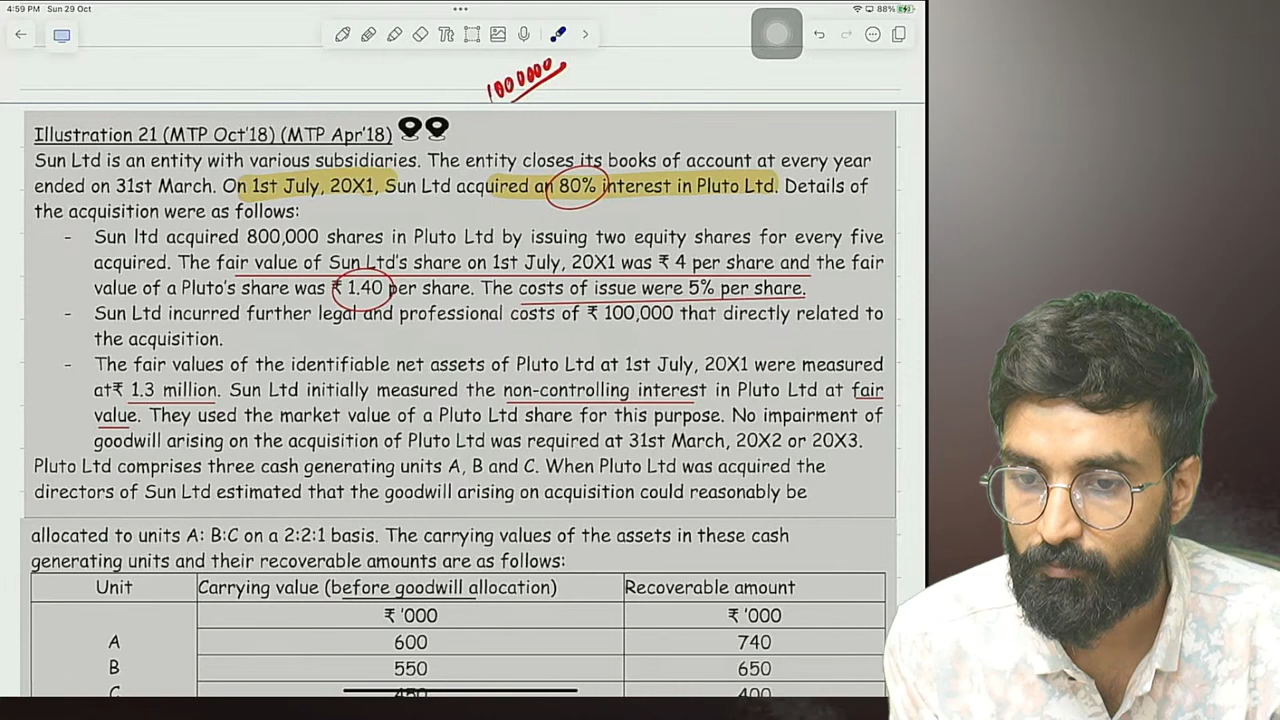 4:59 PM Sun 29 Oct
88%
1000000
Illustration 21 (MTP Oct'18) (MTP Apr'18)
Sun Ltd is an entity with various subsidiaries. The entity closes its books of account at every year
ended on 31st March. On 1st July, 20X1, Sun Ltd acquired an 80% interest in Pluto Ltd. Details of
the acquisition were as follows:
- Sun ltd acquired 800,000 shares in Pluto Ltd by issuing two equity shares for every five
acquired. The fair value of Sun Ltd's share on 1st July, 20X1 was ₹ 4 per share and the fair
value of a Pluto's share was ₹ 1.40 per share. The costs of issue were 5% per share.
- Sun Ltd incurred further legal and professional costs of ₹ 100,000 that directly related to
the acquisition.
- The fair values of the identifiable net assets of Pluto Ltd at 1st July, 20X1 were measured
at₹ 1.3 million. Sun Ltd initially measured the non-controlling interest in Pluto Ltd at fair
value. They used the market value of a Pluto Ltd share for this purpose. No impairment of
goodwill arising on the acquisition of Pluto Ltd was required at 31st March, 20X2 or 20X3.
Pluto Ltd comprises three cash generating units A, B and C. When Pluto Ltd was acquired the
directors of Sun Ltd estimated that the goodwill arising on acquisition could reasonably be
allocated to units A: B:C on a 2:2:1 basis. The carrying values of the assets in these cash
generating units and their recoverable amounts are as follows:
Unit Carrying value (before goodwill allocation) Recoverable amount
₹ '000 ₹ '000
A 600 740
B 550 650
C 450 400